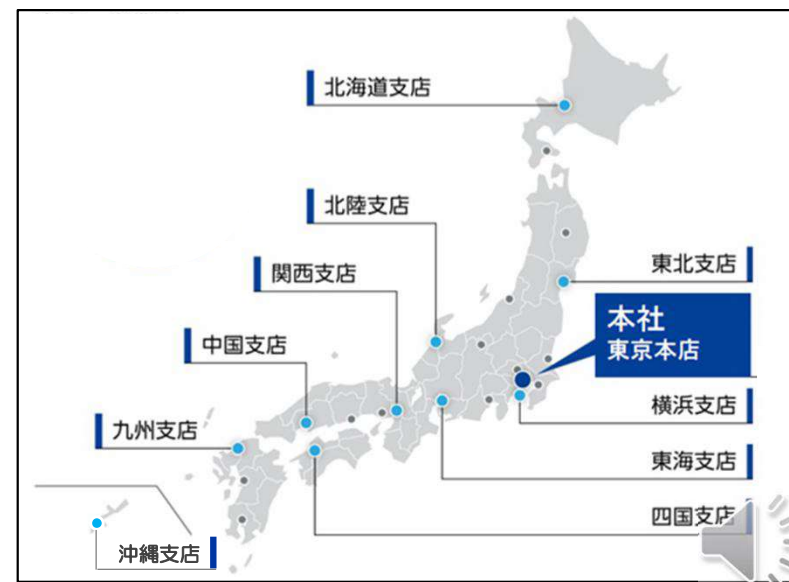 北海道支店
北陸支店
東北支店
関西支店
本社
東京本店
中国支店
横浜支店
九州支店
東海支店
四国支店
沖縄支店